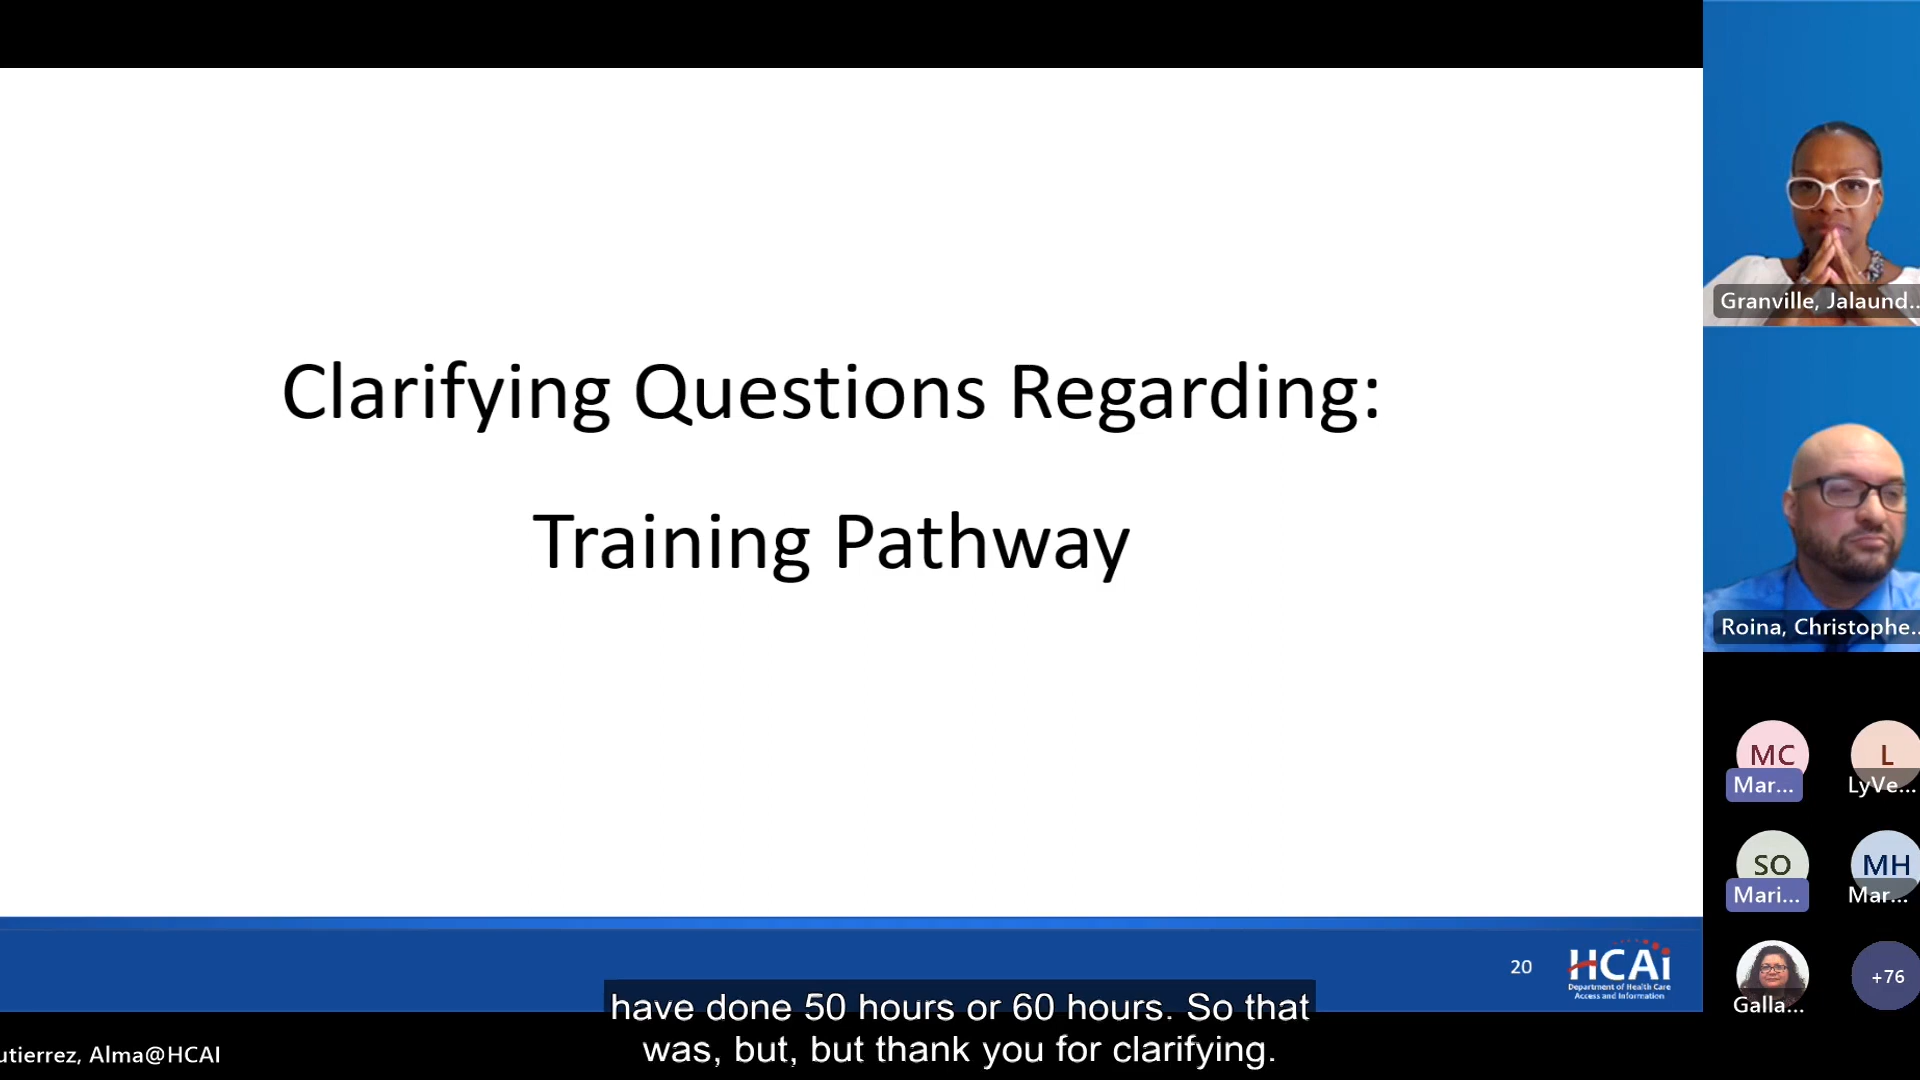 Clarifying Questions Regarding:
Training Pathway
20
HCAi
Department of Health Care
Access and Information
have done 50 hours or 60 hours. So that
was, but, but thank you for clarifying.
utierrez, Alma@HCAI
Granville, Jalaund...
Roina, Christophe...
MC
Mar...
L
LyVe...
SO
Mari...
MH
Mar...
Galla...
+76